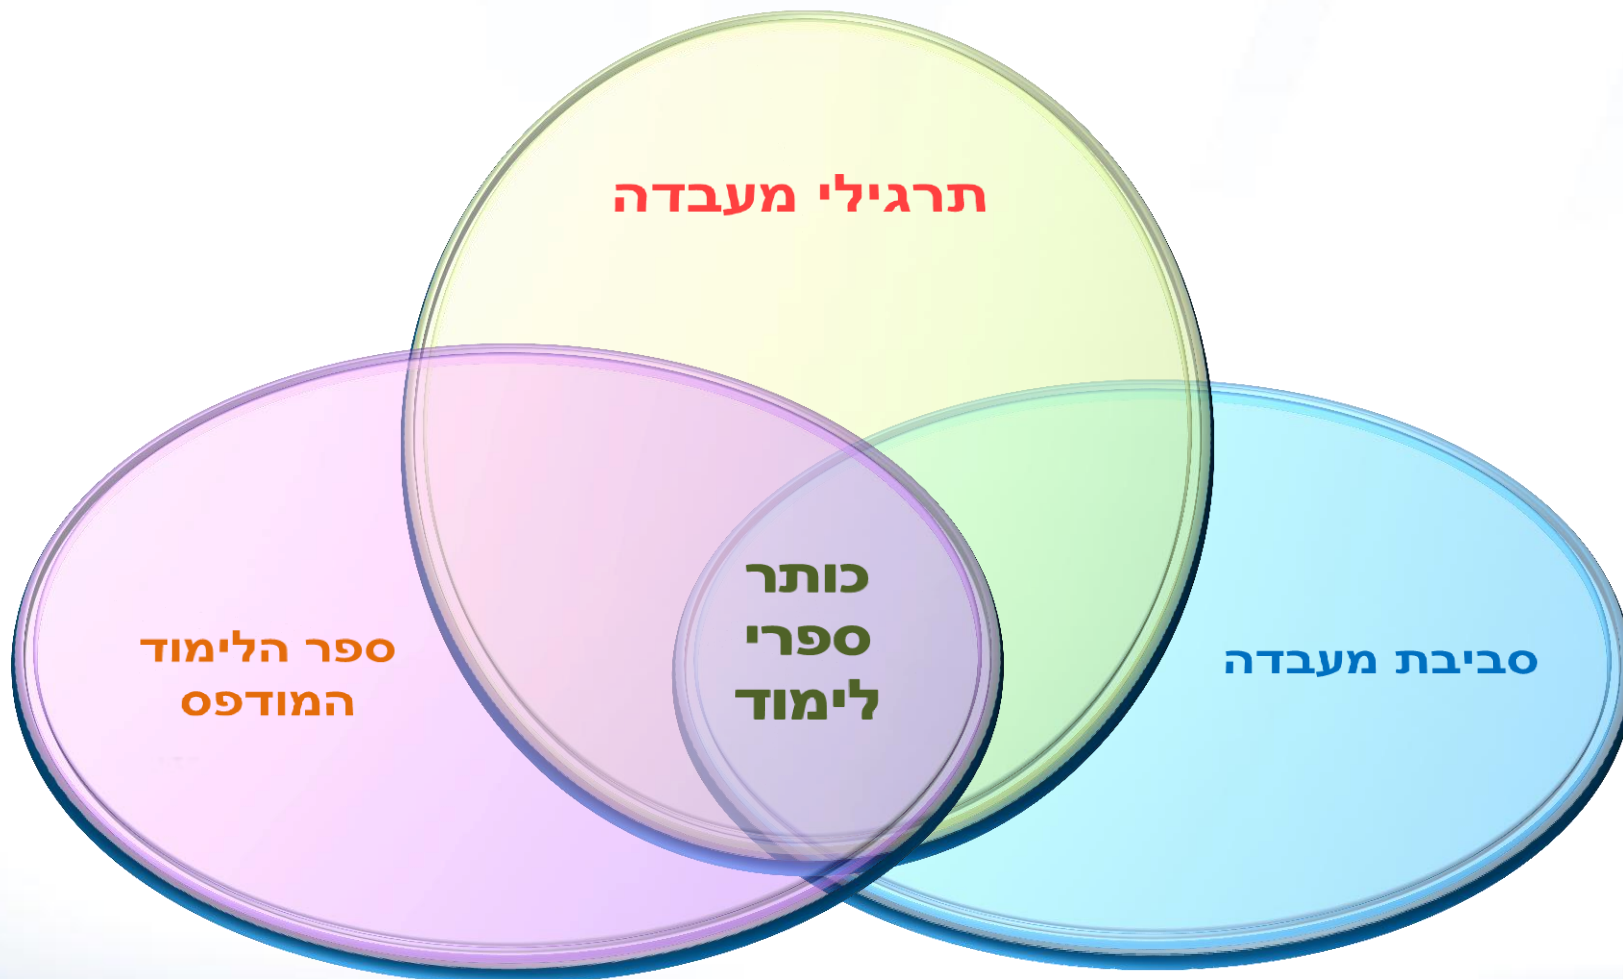 תרגילי מעבדה
כותר
ספרי
לימוד
סביבת מעבדה
ספר הלימוד
המודפס